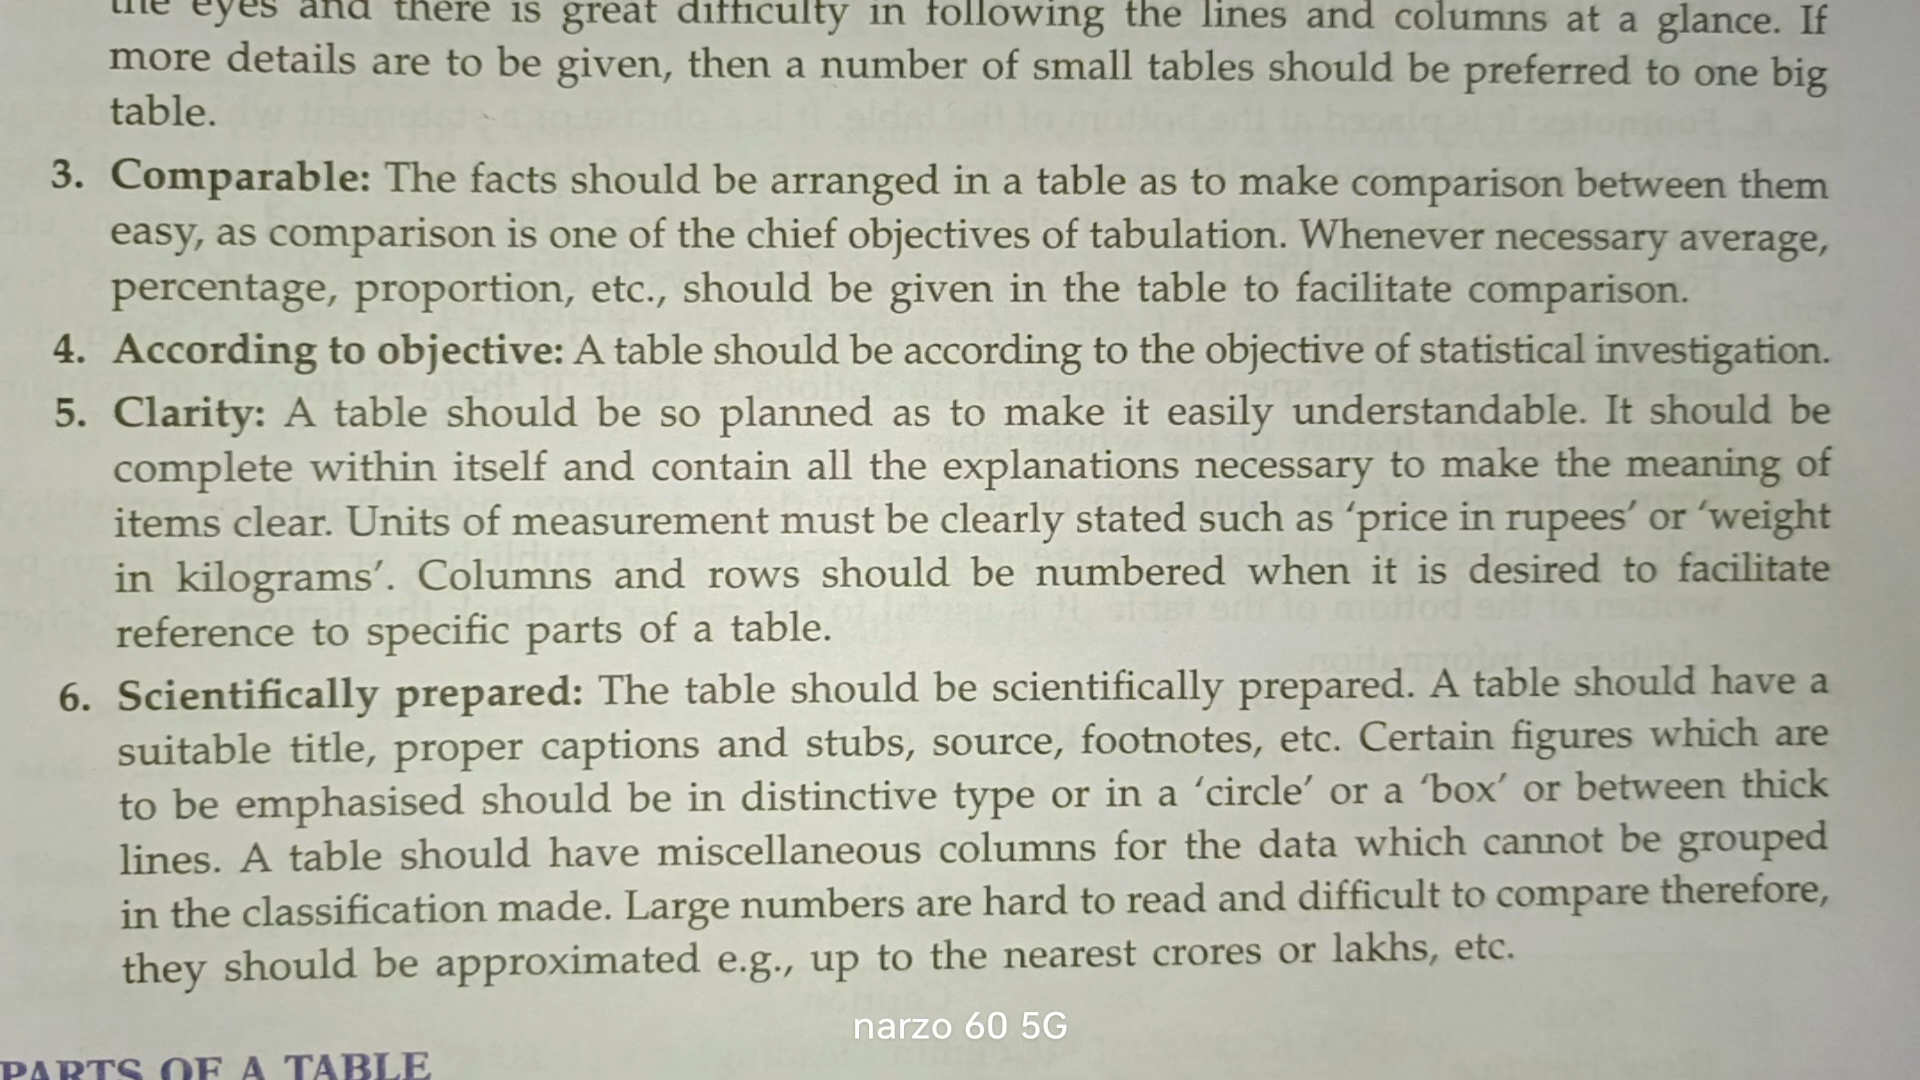 the eyes and there is great difficulty in following the lines and columns at a glance. If
more details are to be given, then a number of small tables should be preferred to one big
table.
3. Comparable: The facts should be arranged in a table as to make comparison between them
easy, as comparison is one of the chief objectives of tabulation. Whenever necessary average,
percentage, proportion, etc., should be given in the table to facilitate comparison.
4. According to objective: A table should be according to the objective of statistical investigation.
5. Clarity: A table should be so planned as to make it easily understandable. It should be
complete within itself and contain all the explanations necessary to make the meaning of
items clear. Units of measurement must be clearly stated such as ‘price in rupees’ or ‘weight
in kilograms’. Columns and rows should be numbered when it is desired to facilitate
reference to specific parts of a table.
6. Scientifically prepared: The table should be scientifically prepared. A table should have a
suitable title, proper captions and stubs, source, footnotes, etc. Certain figures which are
to be emphasised should be in distinctive type or in a ‘circle’ or a ‘box’ or between thick
lines. A table should have miscellaneous columns for the data which cannot be grouped
in the classification made. Large numbers are hard to read and difficult to compare therefore,
they should be approximated e.g., up to the nearest crores or lakhs, etc.
narzo 60 5G
PARTS OF A TABLE